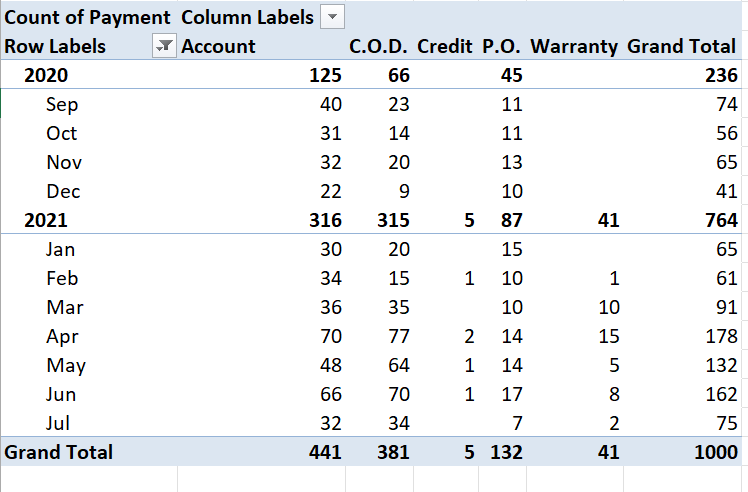 Count of Payment Column Labels
Row Labels Account C.O.D. Credit P.O. Warranty Grand Total
2020 125 66 45 236
Sep 40 23 11 74
Oct 31 14 11 56
Nov 32 20 13 65
Dec 22 9 10 41
2021 316 315 5 87 41 764
Jan 30 20 15 65
Feb 34 15 1 10 1 61
Mar 36 35 10 10 91
Apr 70 77 2 14 15 178
May 48 64 1 14 5 132
Jun 66 70 1 17 8 162
Jul 32 34 7 2 75
Grand Total 441 381 5 132 41 1000